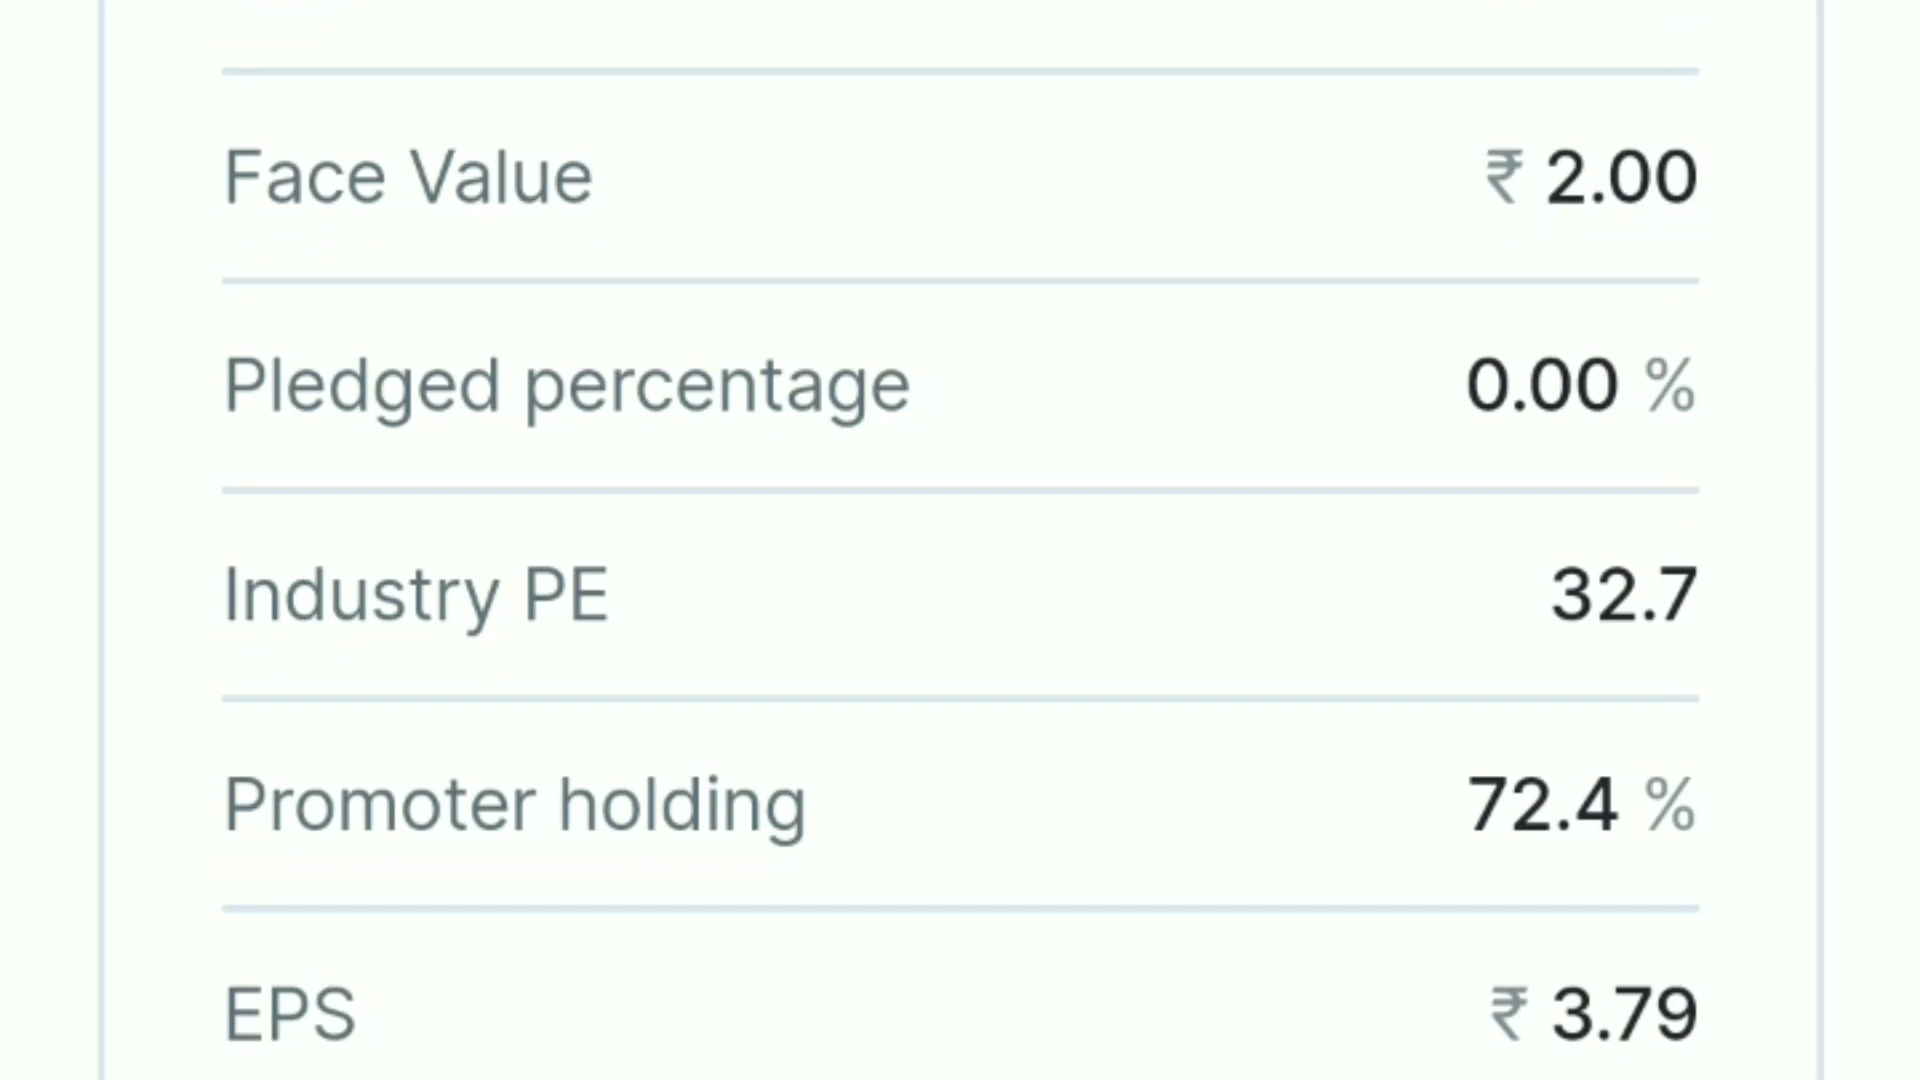 Face Value ₹ 2.00
Pledged percentage 0.00 %
Industry PE 32.7
Promoter holding 72.4 %
EPS ₹ 3.79